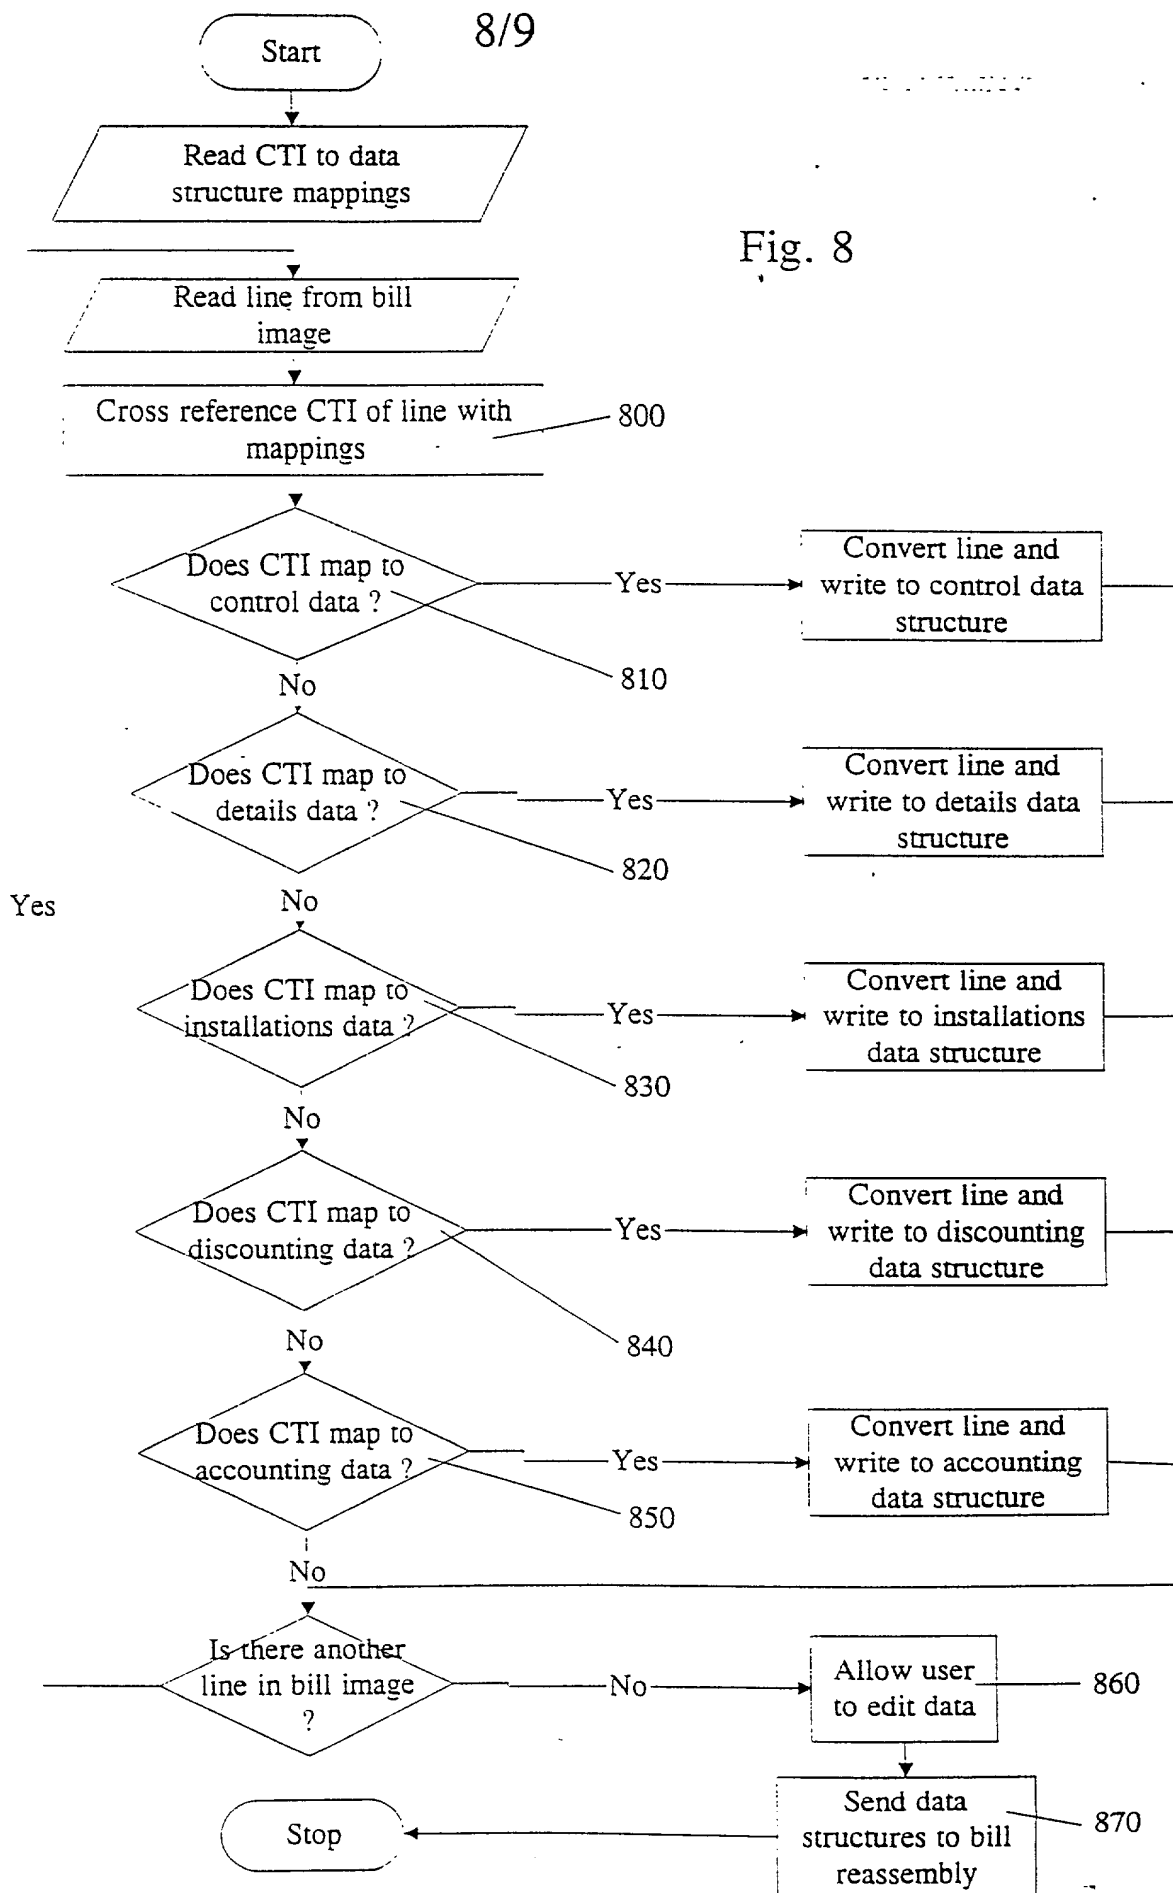 8/9
Start
Read CTI to data
structure mappings
Fig. 8
Read line from bill
image
Cross reference CTI of line with
mappings
800
Does CTI map to
control data ?
Yes
Convert line and
write to control data
structure
810
No
Does CTI map to
details data ?
Yes
Convert line and
write to details data
structure
820
No
Yes
Does CTI map to
installations data ?
Yes
Convert line and
write to installations
data structure
830
No
Does CTI map to
discounting data ?
Yes
Convert line and
write to discounting
data structure
840
No
Does CTI map to
accounting data ?
Yes
Convert line and
write to accounting
data structure
850
No
Is there another
line in bill image
?
No
Allow user
to edit data
860
Send data
structures to bill
reassembly
870
Stop